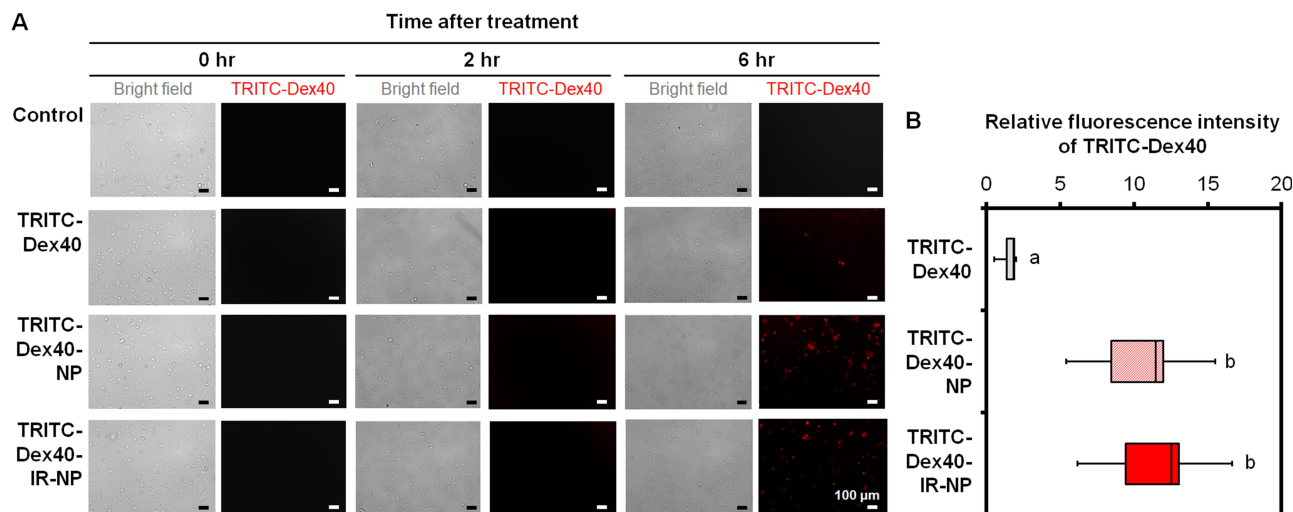 A
Time after treatment
0 hr
2 hr
6 hr
Bright field
TRITC-Dex40
Bright field
TRITC-Dex40
Bright field
TRITC-Dex40
Control
TRITC-
Dex40
TRITC-
Dex40-
NP
TRITC-
Dex40-
IR-NP
100 µm
B
Relative fluorescence intensity
of TRITC-Dex40
0 5 10 15 20
TRITC-
Dex40
a
TRITC-
Dex40-
NP
b
TRITC-
Dex40-
IR-NP
b